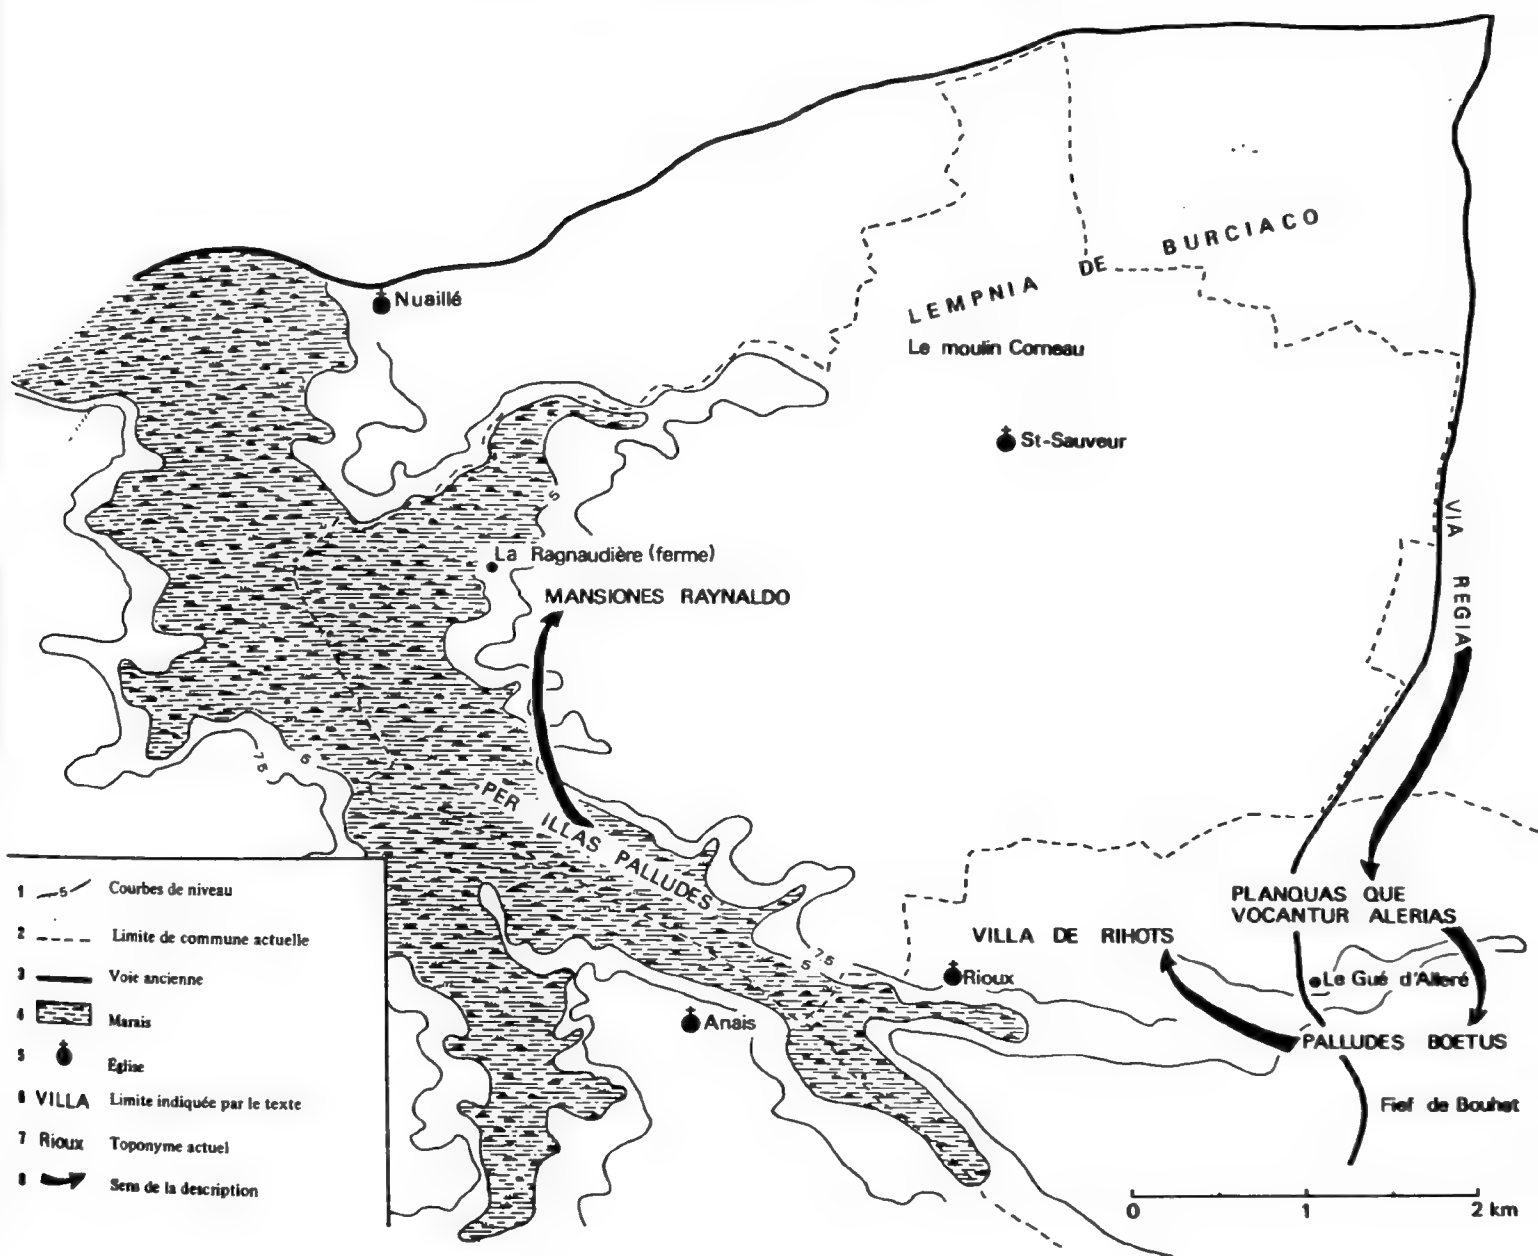 BURCIACO
DE
LEMPNIA
Nuaillé
Le moulin Corneau
St-Sauveur
5
VIA REGIA
La Ragnaudière (ferme)
MANSIONES RAYNALDO
7.5
5
PER ILLAS PALLUDES
PLANQUAS QUE
VOCANTUR ALERIAS
VILLA DE RIHOTS
7.5
5
Rioux
Le Gué d'Alleré
Anais
PALLUDES BOETUS
Fief de Bouhet
1 5 Courbes de niveau
2 Limite de commune actuelle
3 Voie ancienne
4 Marais
5 Église
6 VILLA Limite indiquée par le texte
7 Rioux Toponyme actuel
8 Sens de la description
0 1 2 km